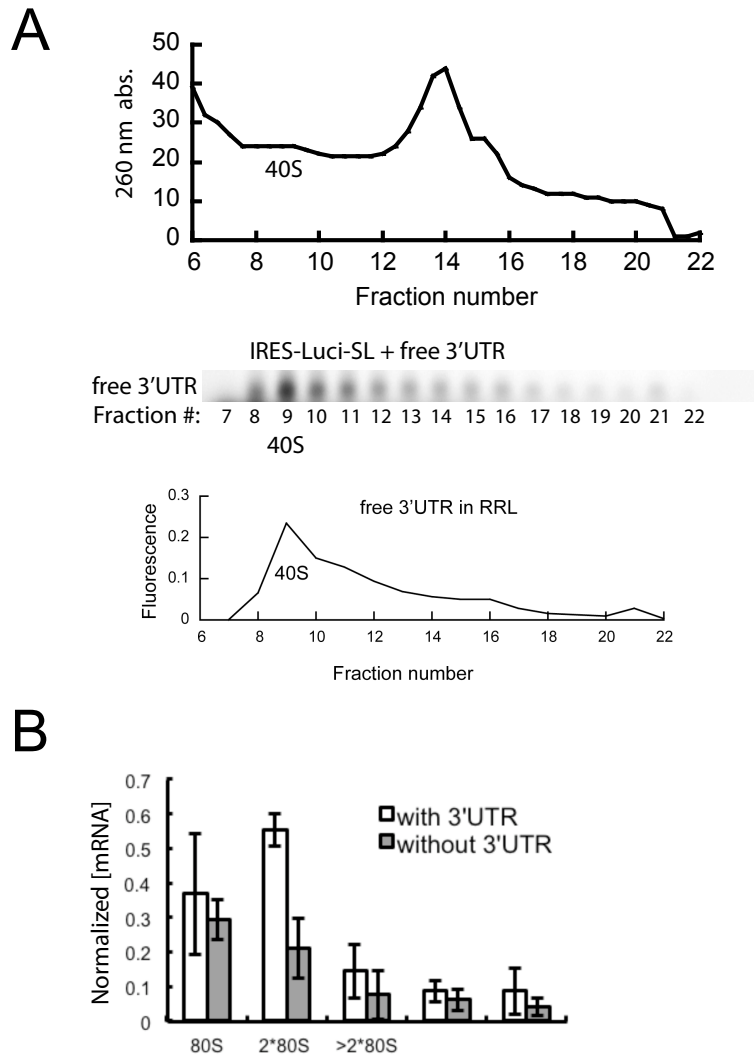 A
50
40
30
20
10
0
260 nm abs.
40S
6 8 10 12 14 16 18 20 22
Fraction number
IRES-Luci-SL + free 3′UTR
free 3′UTR
Fraction #: 7 8 9 10 11 12 13 14 15 16 17 18 19 20 21 22
40S
0.3
0.2
0.1
0
Fluorescence
free 3’UTR in RRL
40S
6 8 10 12 14 16 18 20 22
Fraction number
B
0.7
0.6
0.5
0.4
0.3
0.2
0.1
0
Normalized [mRNA]
with 3'UTR
without 3'UTR
80S 2*80S >2*80S